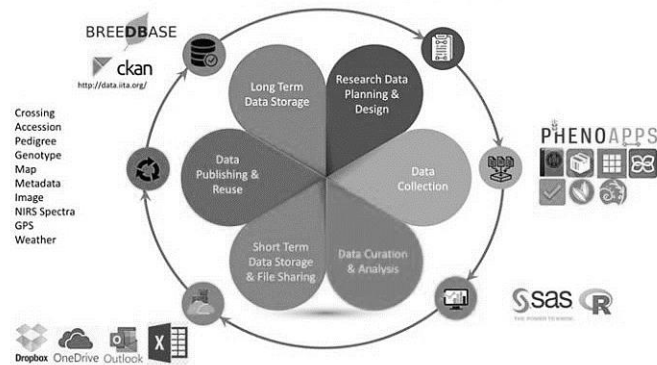 BREEDBASE
ckan
http://data.iita.org/
Crossing
Accession
Pedigree
Genotype
Map
Metadata
Image
NIRS Spectra
GPS
Weather
Long Term
Data Storage
Research Data
Planning &
Design
Data
Publishing &
Reuse
Data
Collection
Short Term
Data Storage
& File Sharing
Data Curation
& Analysis
PHENOAPPS
sas
THE POWER TO KNOW.
R
Dropbox
OneDrive
Outlook
X